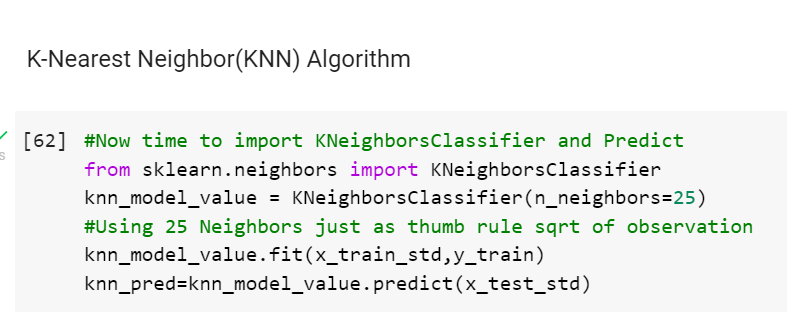 K-Nearest Neighbor(KNN) Algorithm
[62] #Now time to import KNeighborsClassifier and Predict
s from sklearn.neighbors import KNeighborsClassifier
knn_model_value = KNeighborsClassifier(n_neighbors=25)
#Using 25 Neighbors just as thumb rule sqrt of observation
knn_model_value.fit(x_train_std,y_train)
knn_pred=knn_model_value.predict(x_test_std)